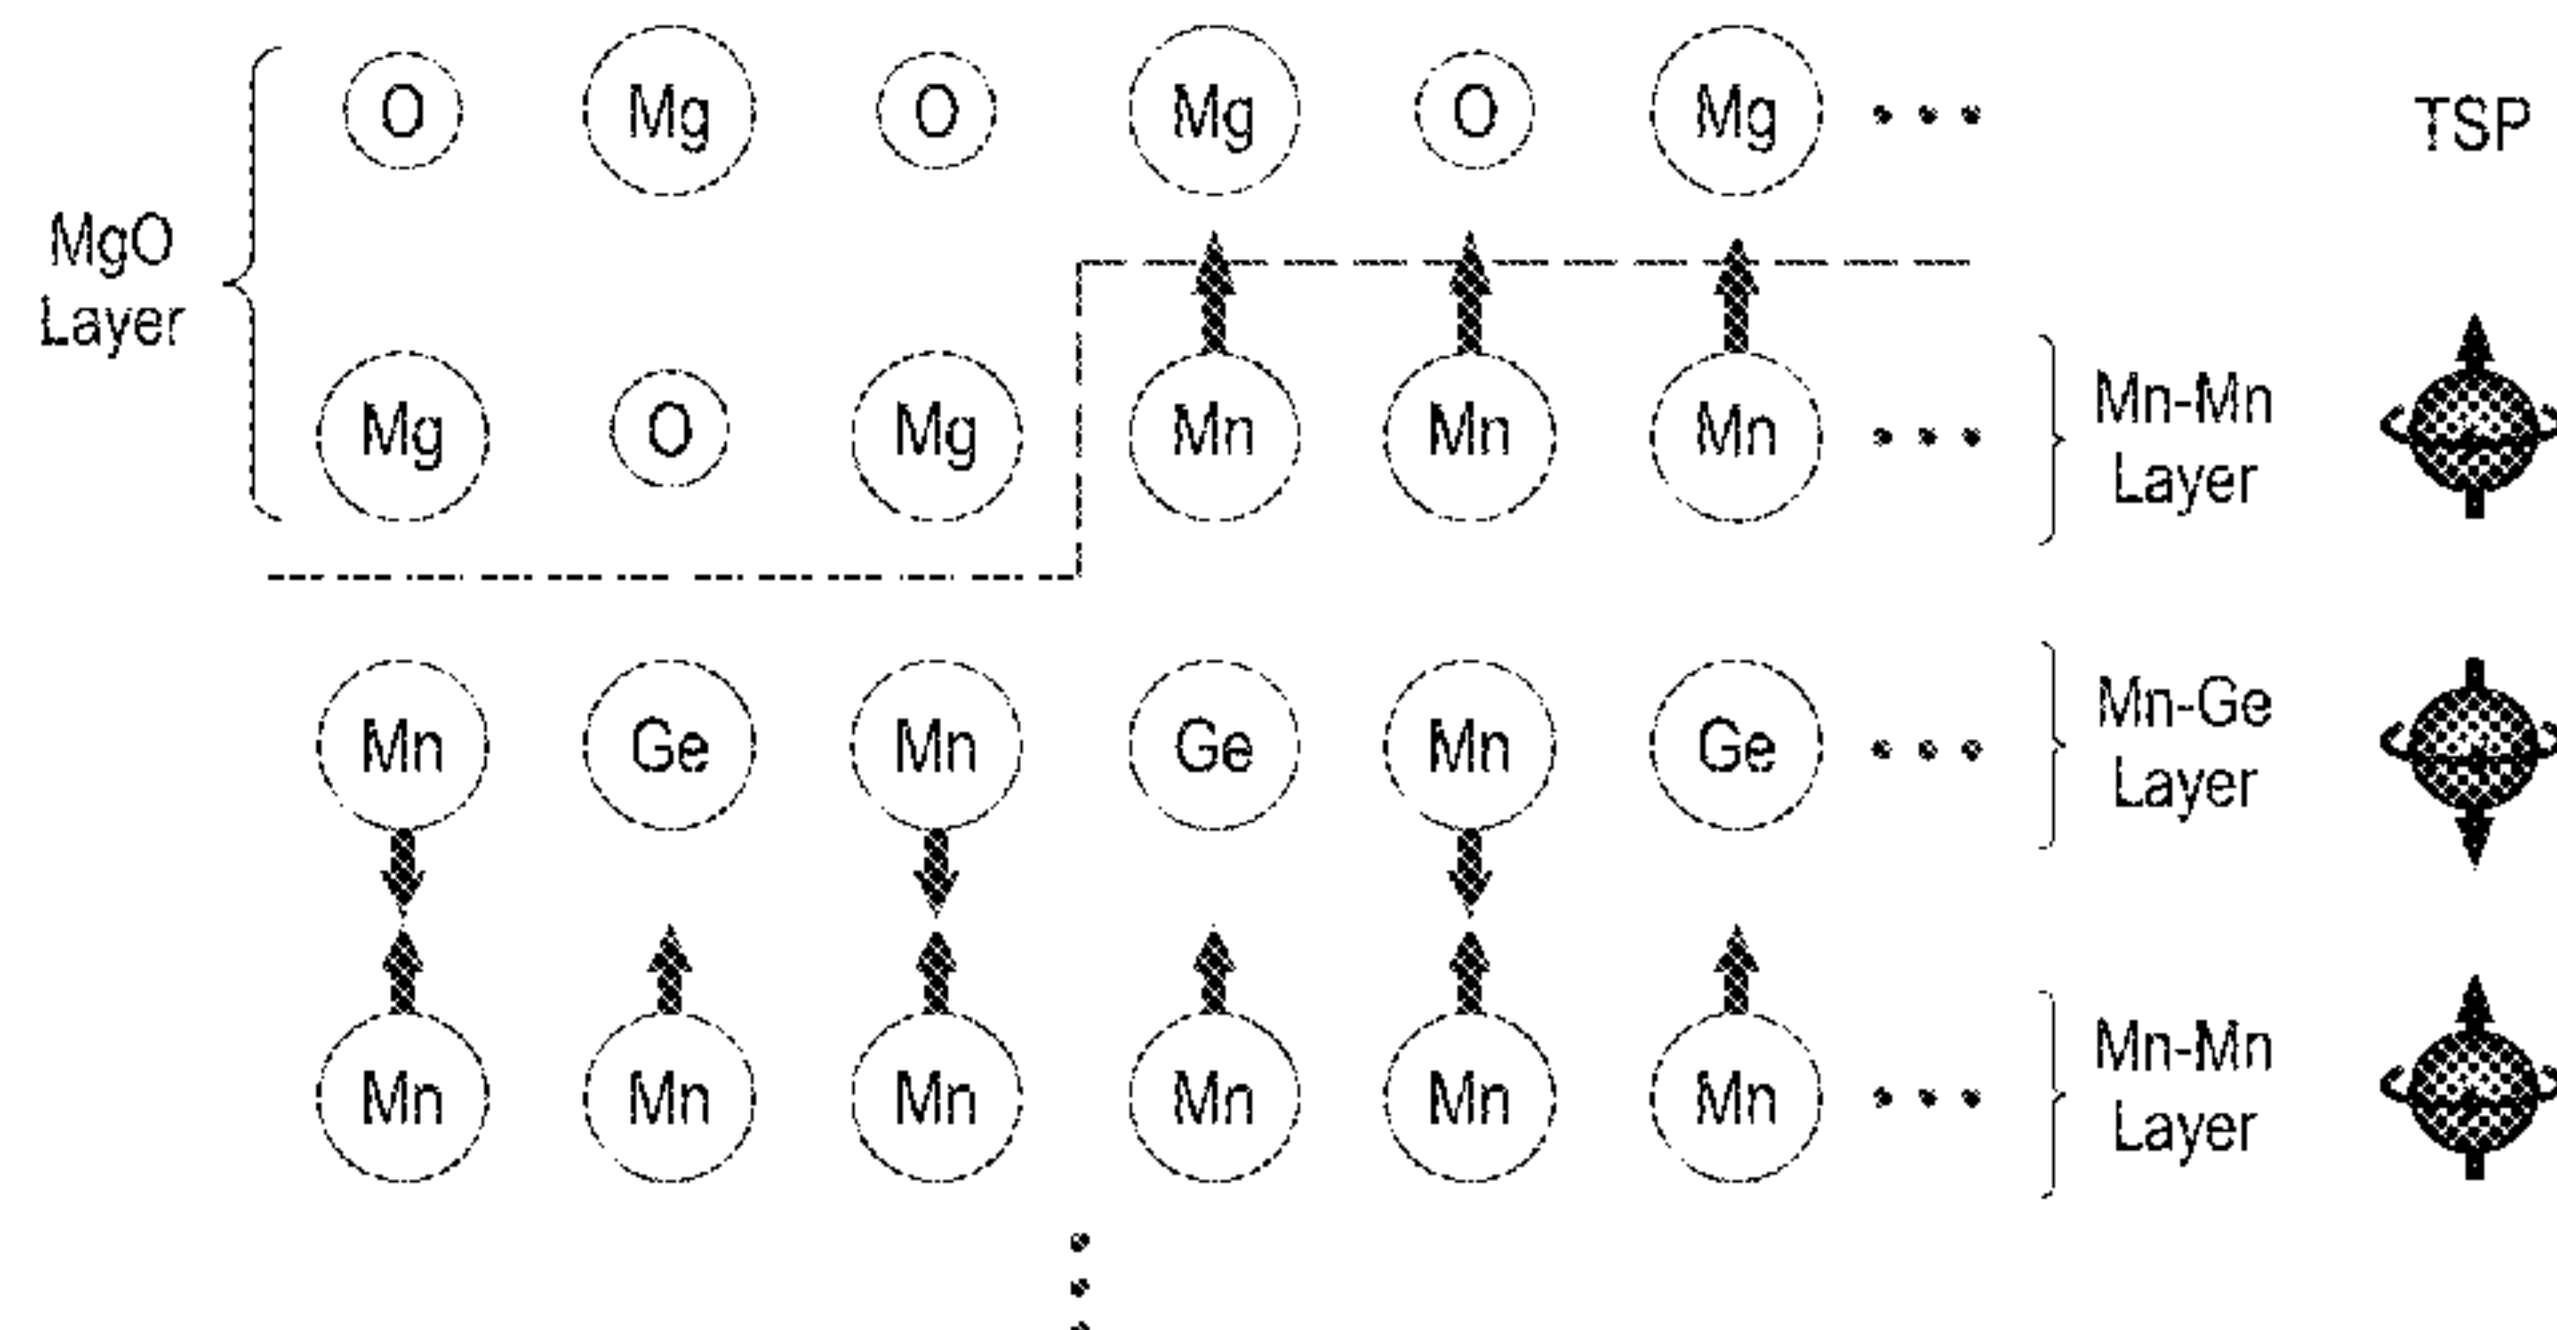 O Mg O Mg O Mg ••• TSP
MgO
Layer
Mg O Mg Mn Mn Mn •••
Mn-Mn
Layer
Mn Ge Mn Ge Mn Ge •••
Mn-Ge
Layer
Mn Mn Mn Mn Mn Mn •••
Mn-Mn
Layer